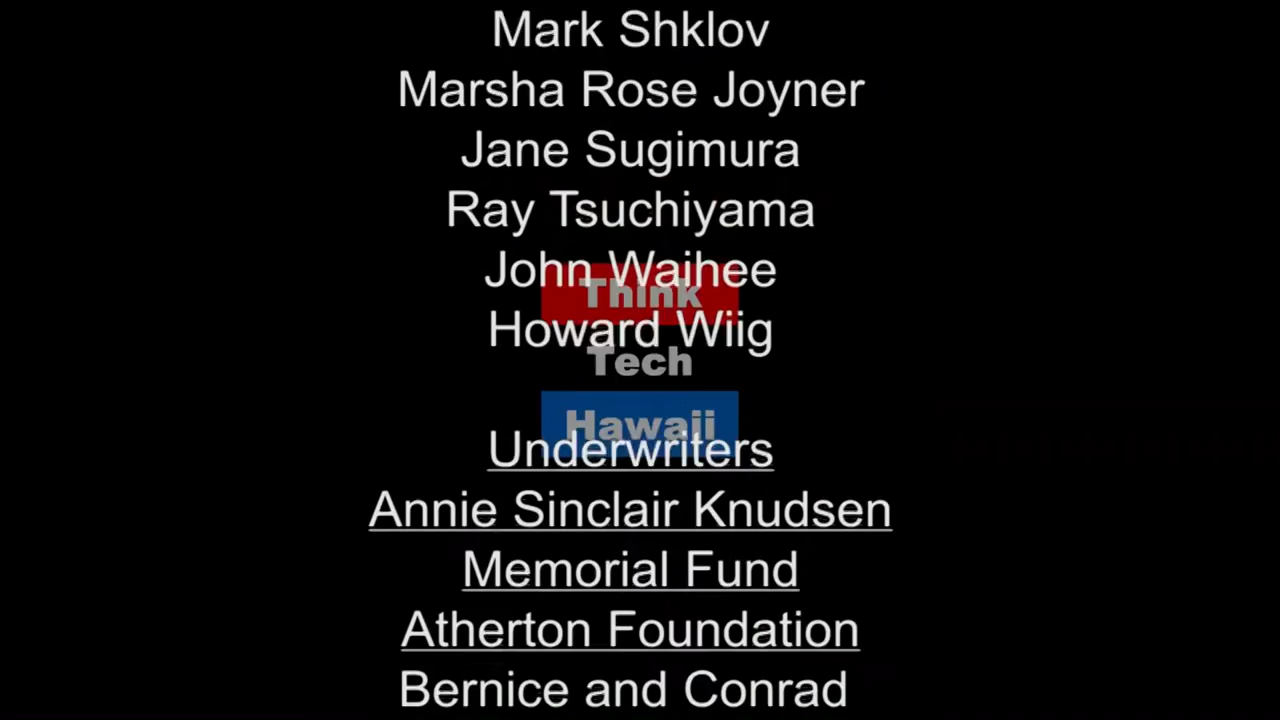 Mark Shklov
Marsha Rose Joyner
Jane Sugimura
Ray Tsuchiyama
John Waihee
Think
Howard Wiig
Tech
Hawaii
Underwriters
Annie Sinclair Knudsen
Memorial Fund
Atherton Foundation
Bernice and Conrad